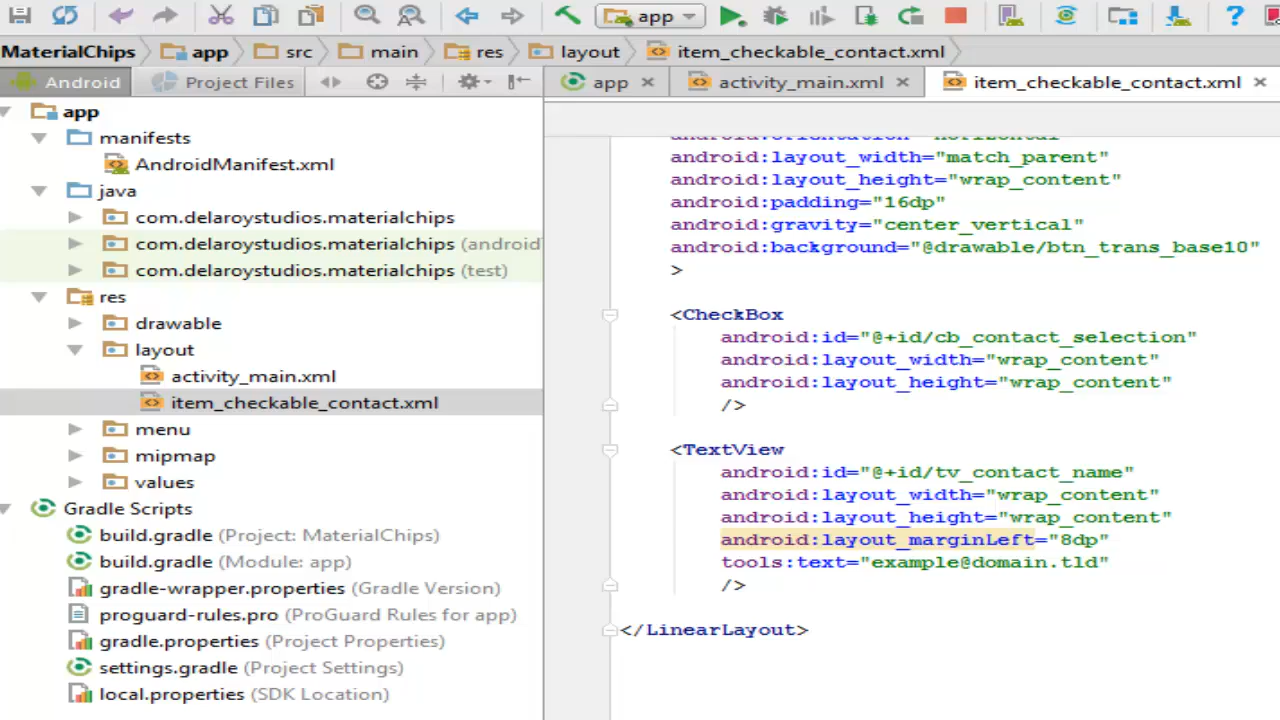 app
MaterialChips app src main res layout item_checkable_contact.xml
Android Project Files
app activity_main.xml item_checkable_contact.xml
app
manifests
AndroidManifest.xml
java
com.delaroystudios.materialchips
com.delaroystudios.materialchips (android
com.delaroystudios.materialchips (test)
res
drawable
layout
activity_main.xml
item_checkable_contact.xml
menu
mipmap
values
Gradle Scripts
build.gradle (Project: MaterialChips)
build.gradle (Module: app)
gradle-wrapper.properties (Gradle Version)
proguard-rules.pro (ProGuard Rules for app)
gradle.properties (Project Properties)
settings.gradle (Project Settings)
local.properties (SDK Location)
android:orientation="horizontal"
android:layout_width="match_parent"
android:layout_height="wrap_content"
android:padding="16dp"
android:gravity="center_vertical"
android:background="@drawable/btn_trans_base10"
>
<CheckBox
android:id="@+id/cb_contact_selection"
android:layout_width="wrap_content"
android:layout_height="wrap_content"
/>
<TextView
android:id="@+id/tv_contact_name"
android:layout_width="wrap_content"
android:layout_height="wrap_content"
android:layout_marginLeft="8dp"
tools:text="example@domain.tld"
/>
</LinearLayout>